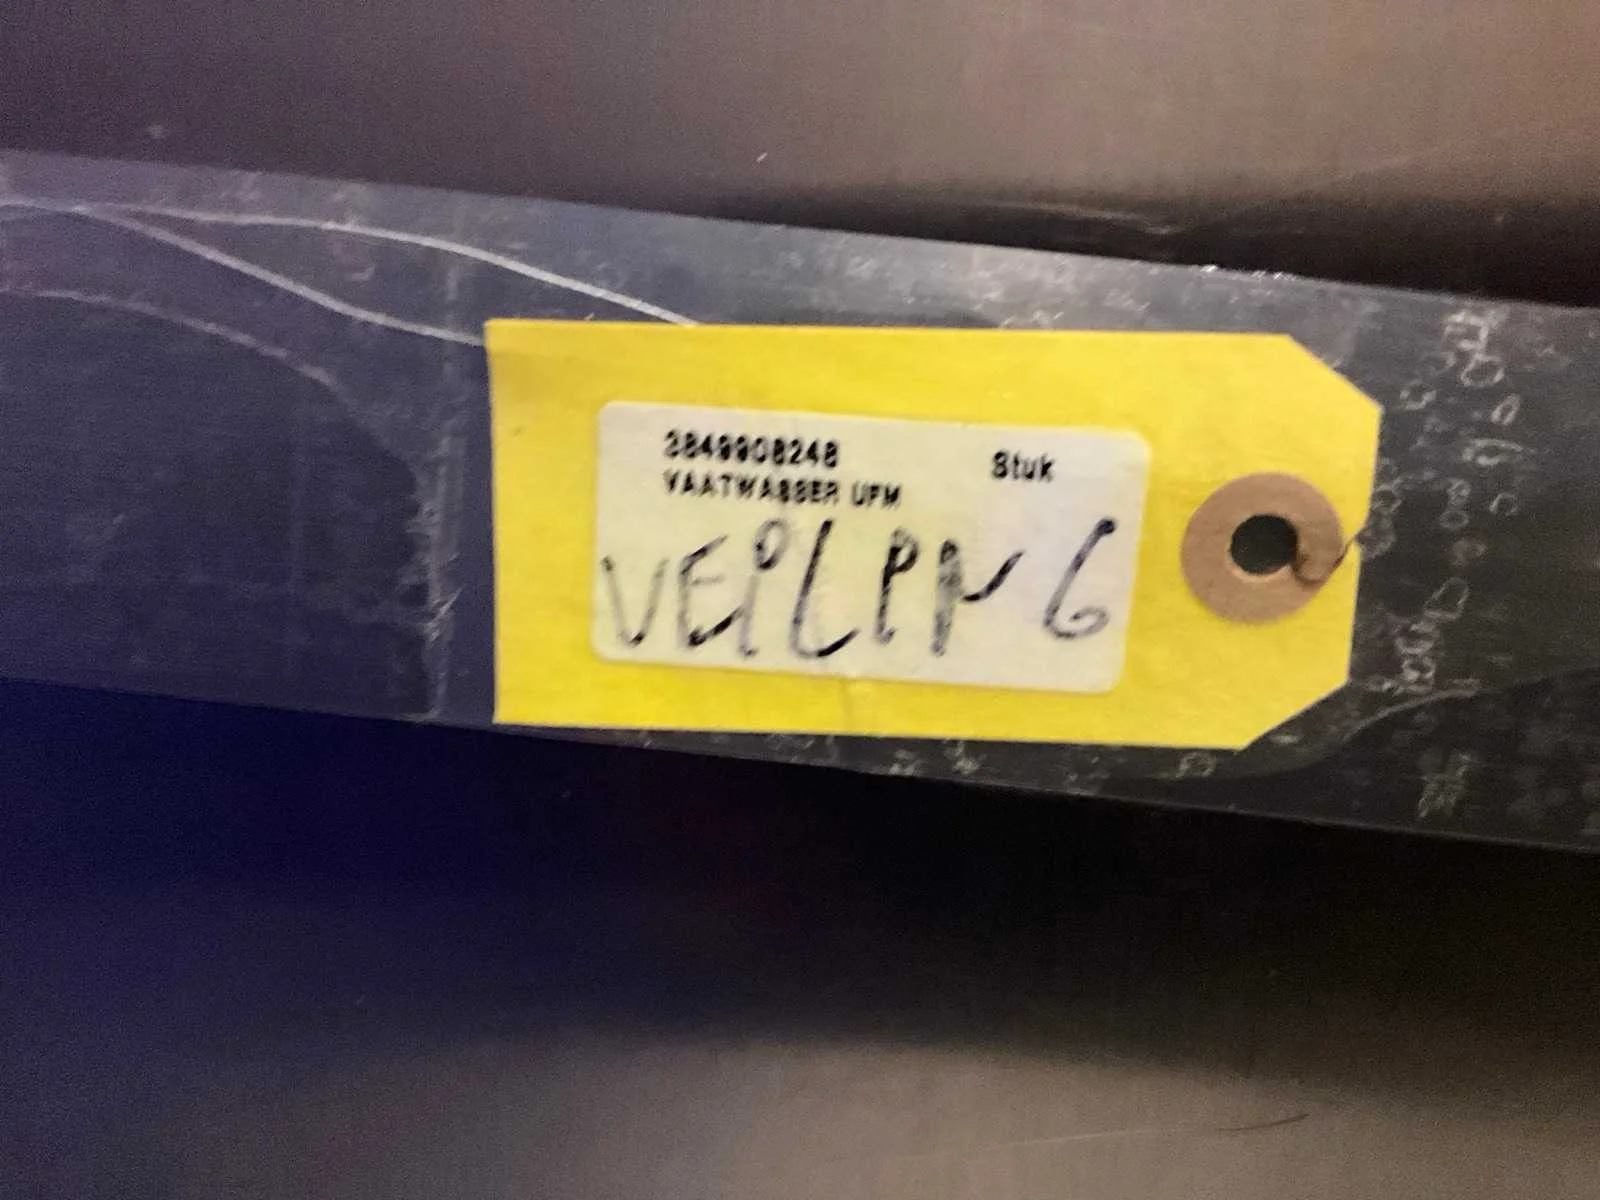 3849908248 Stuk
VAATWASSER UFM
VEiLiNG